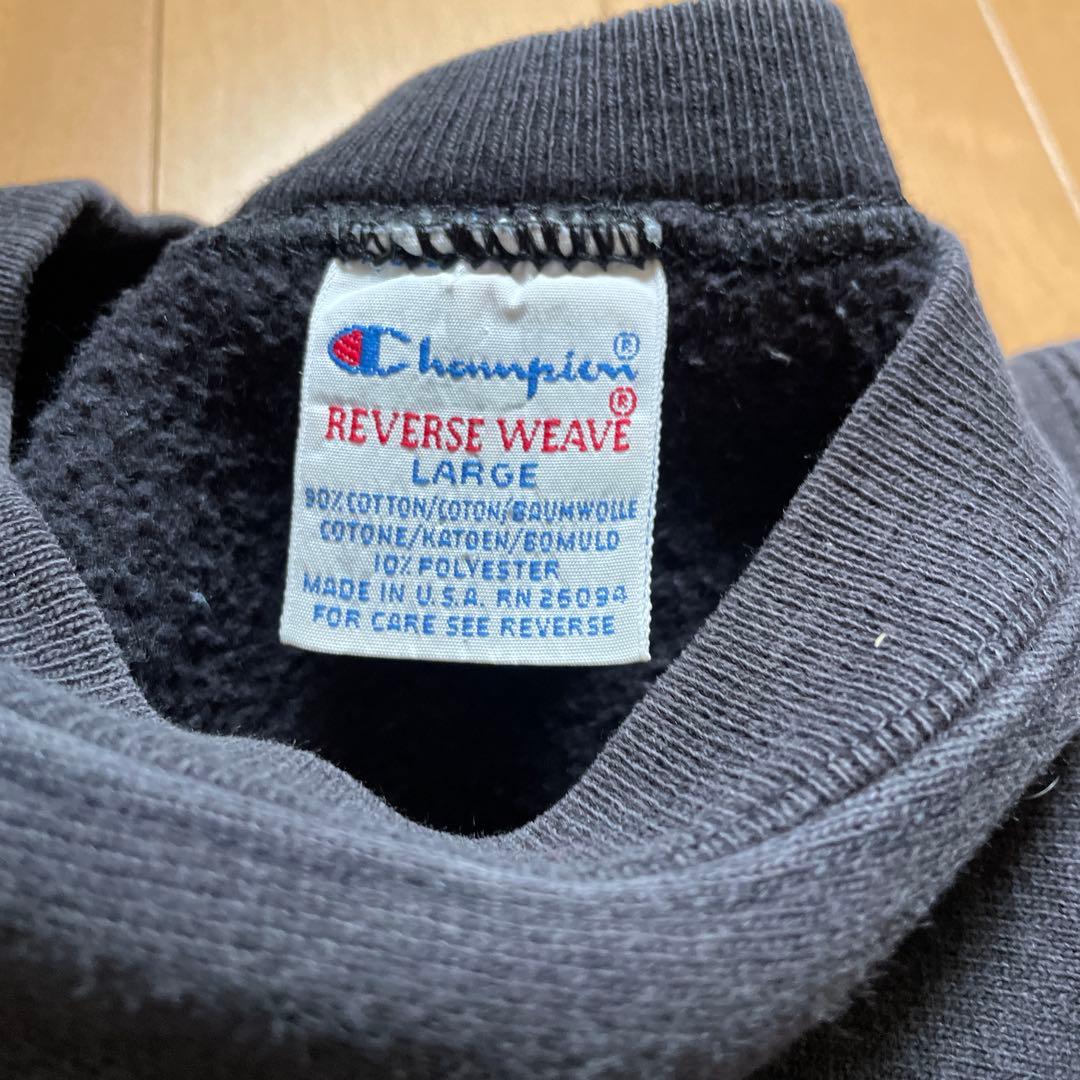 Champion®
REVERSE WEAVE®
LARGE
90% COTTON/COTON/BAUMWOLLE
COTONE/KATOEN/BOMULD
10% POLYESTER
MADE IN U.S.A. RN 26094
FOR CARE SEE REVERSE